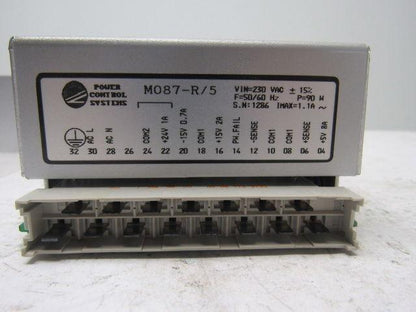 POWER
CONTROL
SYSTEMS
M087-R/5
VIN=230 VAC ± 15%
F=50/60 Hz P=90 W
S.N:1286 IMAX=1.1A ~
AC L
AC N
COM2
+24V 1A
-15V 0.7A
COM1
+15V 2A
PW.FAIL
-SENSE
COM1
COM1
+SENSE
+5V 8A
32 30 28 26 24 22 20 18 16 14 12 10 08 06 04